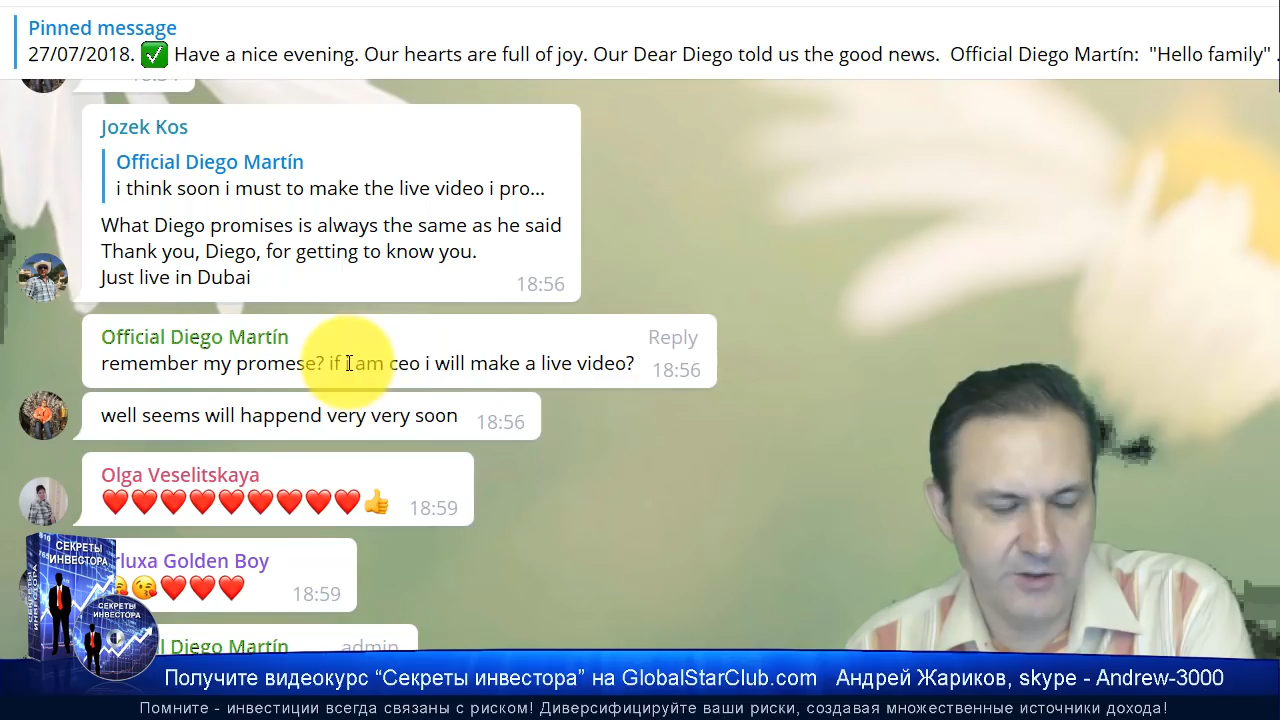 Pinned message
27/07/2018. ✅ Have a nice evening. Our hearts are full of joy. Our Dear Diego told us the good news. Official Diego Martín: "Hello family" .
Jozek Kos
Official Diego Martín
i think soon i must to make the live video i pro...
What Diego promises is always the same as he said
Thank you, Diego, for getting to know you.
Just live in Dubai
18:56
Official Diego Martín
Reply
remember my promese? if i am ceo i will make a live video?
18:56
well seems will happend very very soon
18:56
Olga Veselitskaya
❤️❤️❤️❤️❤️❤️❤️❤️❤️👍
18:59
rluxa Golden Boy
🥰😘❤️❤️❤️
18:59
l Diego Martín
admin
СЕКРЕТЫ
ИНВЕСТОРА
СЕКРЕТЫ
ИНВЕСТОРА
Получите видеокурс “Секреты инвестора” на GlobalStarClub.com Андрей Жариков, skype - Andrew-3000
Помните - инвестиции всегда связаны с риском! Диверсифицируйте ваши риски, создавая множественные источники дохода!